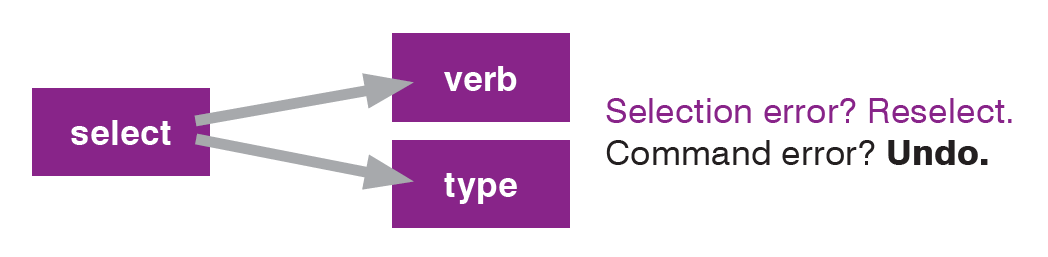 select
verb
type
Selection error? Reselect.
Command error? Undo.